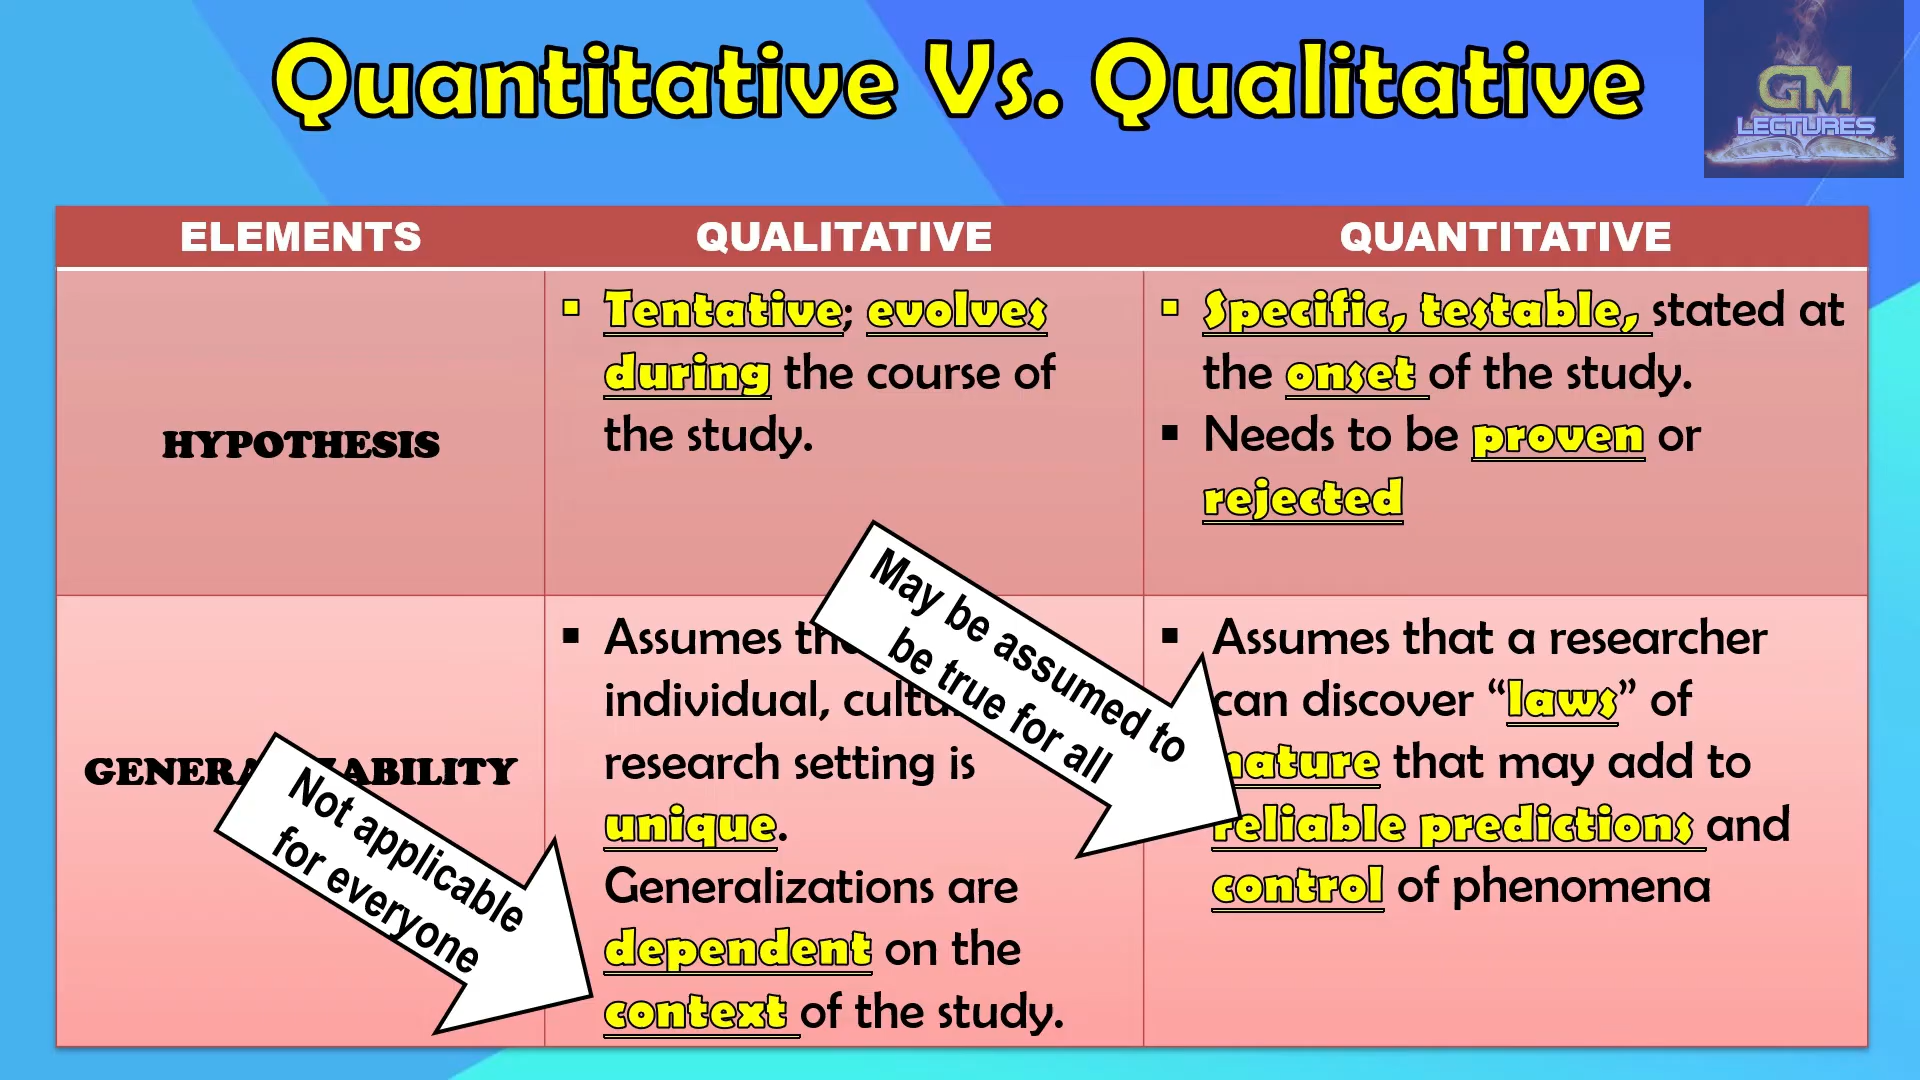 Quantitative Vs. Qualitative
GM
LECTURES
ELEMENTS
QUALITATIVE
QUANTITATIVE
HYPOTHESIS
▪ Tentative; evolves
during the course of
the study.
▪ Specific, testable, stated at
the onset of the study.
▪ Needs to be proven or
rejected
GENERALIZABILITY
▪ Assumes
individual,
research setting is
unique.
Generalizations are
dependent on the
context of the study.
▪ Assumes that a researcher
can discover “laws” of
nature that may add to
reliable predictions and
control of phenomena
May be assumed to
be true for all
Not applicable
for everyone